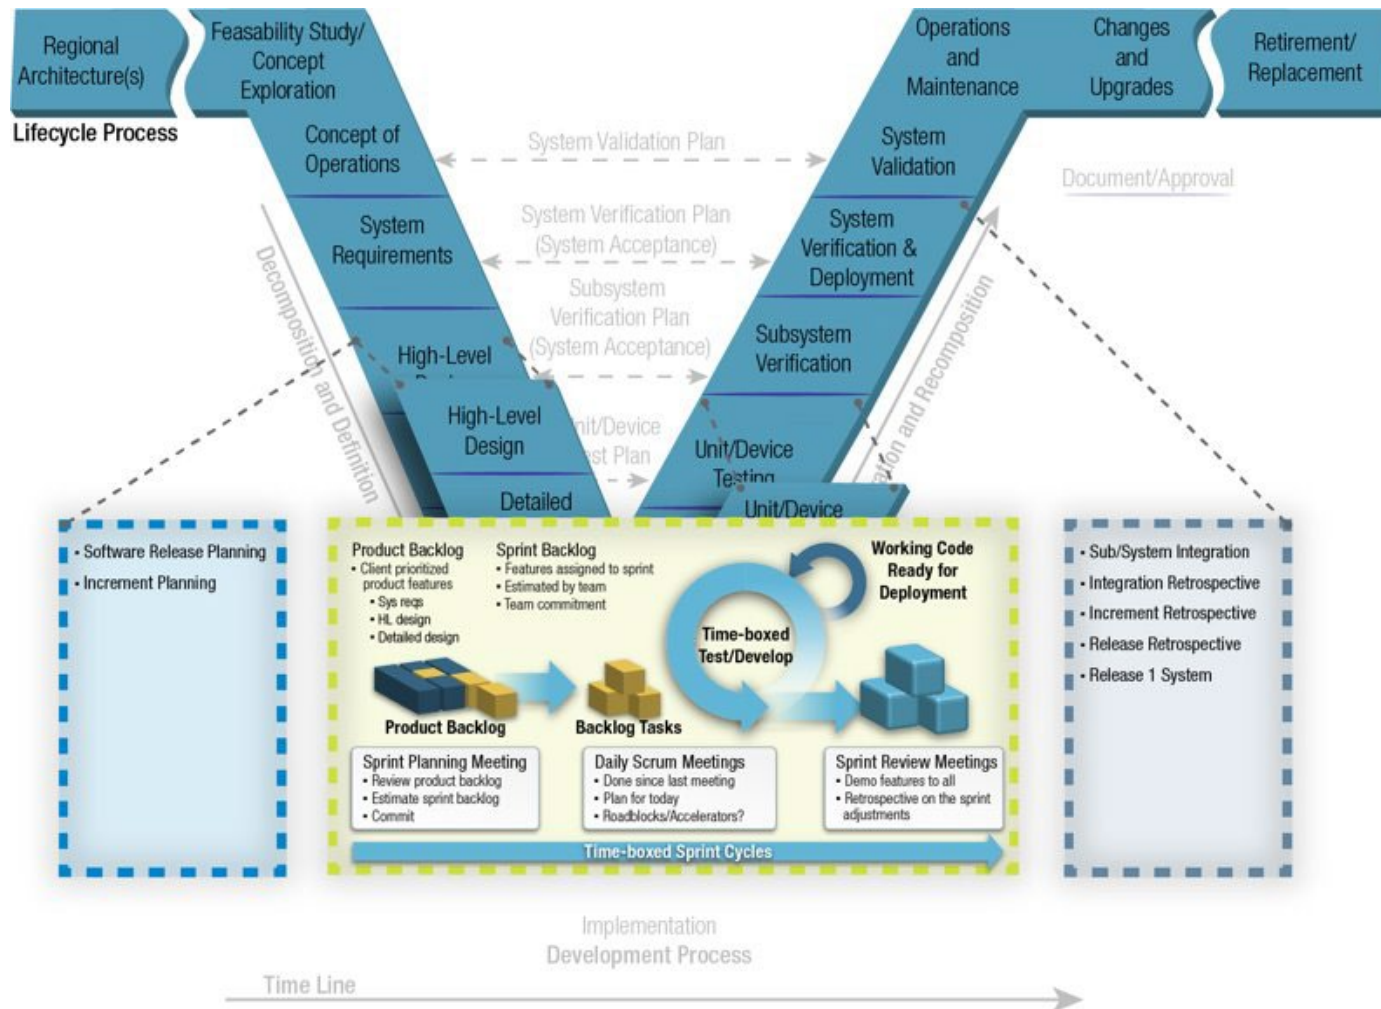 Regional
Architecture(s)
Feasability Study/
Concept
Exploration
Operations
and
Maintenance
Changes
and
Upgrades
Retirement/
Replacement
Lifecycle Process
Concept of
Operations
System Validation Plan
System
Validation
Document/Approval
System
Requirements
System Verification Plan
(System Acceptance)
System
Verification &
Deployment
Decomposition and Definition
Subsystem
Verification Plan
(System Acceptance)
Subsystem
Verification
and Recomposition
High-Level
High-Level
Design
Unit/Device
Test Plan
Unit/Device
Testing
Detailed
Unit/Device
▪ Software Release Planning
▪ Increment Planning
Product Backlog
• Client prioritized
product features
• Sys reqs
• HL design
• Detailed design
Sprint Backlog
• Features assigned to sprint
• Estimated by team
• Team commitment
Working Code
Ready for
Deployment
Time-boxed
Test/Develop
Product Backlog
Backlog Tasks
Sprint Planning Meeting
• Review product backlog
• Estimate sprint backlog
• Commit
Daily Scrum Meetings
• Done since last meeting
• Plan for today
• Roadblocks/Accelerators?
Sprint Review Meetings
• Demo features to all
• Retrospective on the sprint
adjustments
Time-boxed Sprint Cycles
▪ Sub/System Integration
▪ Integration Retrospective
▪ Increment Retrospective
▪ Release Retrospective
▪ Release 1 System
Implementation
Development Process
Time Line